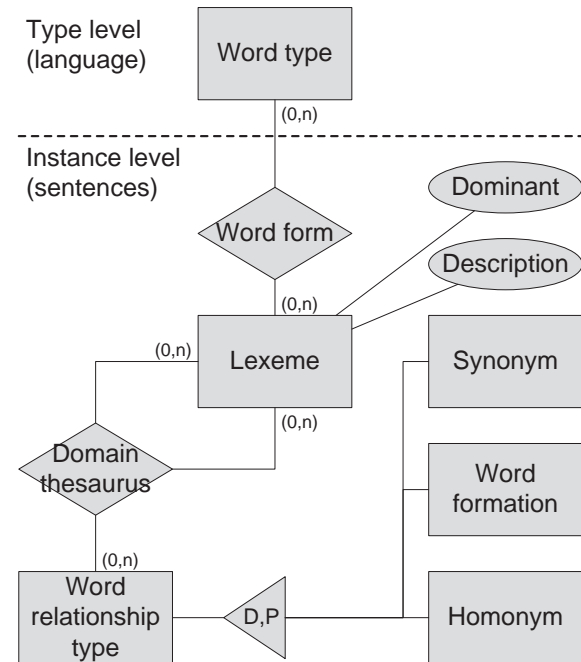 Type level
(language)
Word type
(0,n)
Instance level
(sentences)
Dominant
Word form
Description
(0,n)
(0,n)
Lexeme
Synonym
(0,n)
Domain
thesaurus
Word
formation
(0,n)
Word
relationship
type
D,P
Homonym